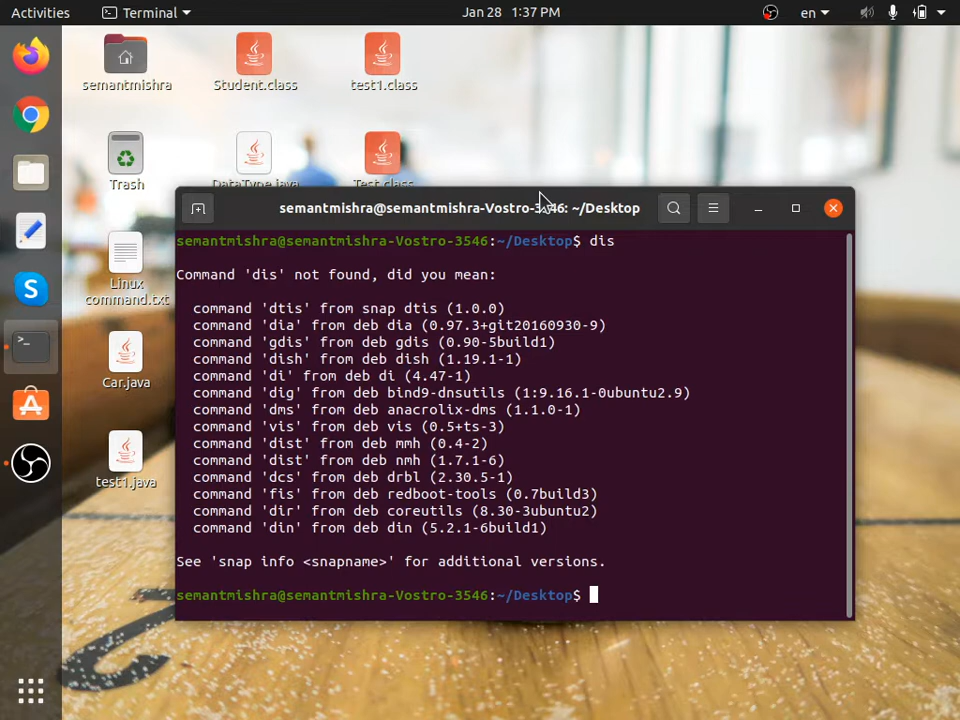 Activities
Terminal
Jan 28 1:37 PM
en
semantmishra
Student.class
test1.class
Trash
DataType.java
Test.class
Linux
command.txt
Car.java
test1.java
semantmishra@semantmishra-Vostro-3546: ~/Desktop
semantmishra@semantmishra-Vostro-3546:~/Desktop$ dis
Command 'dis' not found, did you mean:
command 'dtis' from snap dtis (1.0.0)
command 'dia' from deb dia (0.97.3+git20160930-9)
command 'gdis' from deb gdis (0.90-5build1)
command 'dish' from deb dish (1.19.1-1)
command 'di' from deb di (4.47-1)
command 'dig' from deb bind9-dnsutils (1:9.16.1-0ubuntu2.9)
command 'dms' from deb anacrolix-dms (1.1.0-1)
command 'vis' from deb vis (0.5+ts-3)
command 'dist' from deb mmh (0.4-2)
command 'dist' from deb nmh (1.7.1-6)
command 'dcs' from deb drbl (2.30.5-1)
command 'fis' from deb redboot-tools (0.7build3)
command 'dir' from deb coreutils (8.30-3ubuntu2)
command 'din' from deb din (5.2.1-6build1)
See 'snap info <snapname>' for additional versions.
semantmishra@semantmishra-Vostro-3546:~/Desktop$